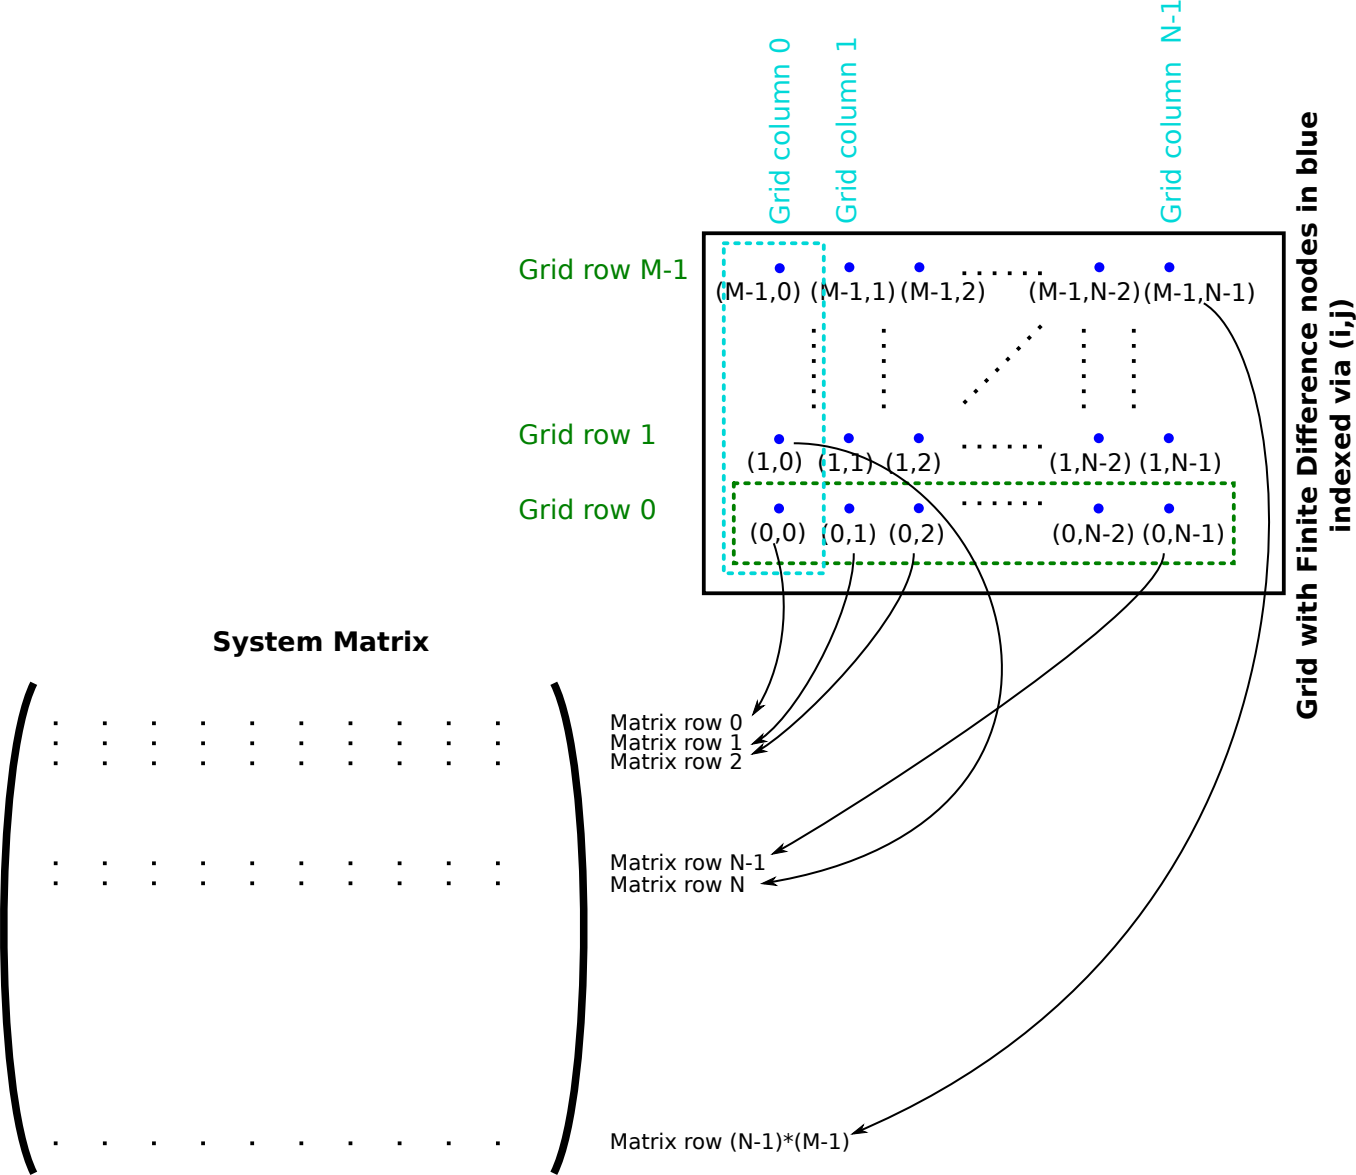 Grid column 0
Grid column 1
Grid column N-1
Grid with Finite Difference nodes in blue
indexed via (i,j)
Grid row M-1
(M-1,0) (M-1,1) (M-1,2) (M-1,N-2) (M-1,N-1)
Grid row 1
(1,0) (1,1) (1,2) (1,N-2) (1,N-1)
Grid row 0
(0,0) (0,1) (0,2) (0,N-2) (0,N-1)
System Matrix
Matrix row 0
Matrix row 1
Matrix row 2
Matrix row N-1
Matrix row N
Matrix row (N-1)*(M-1)